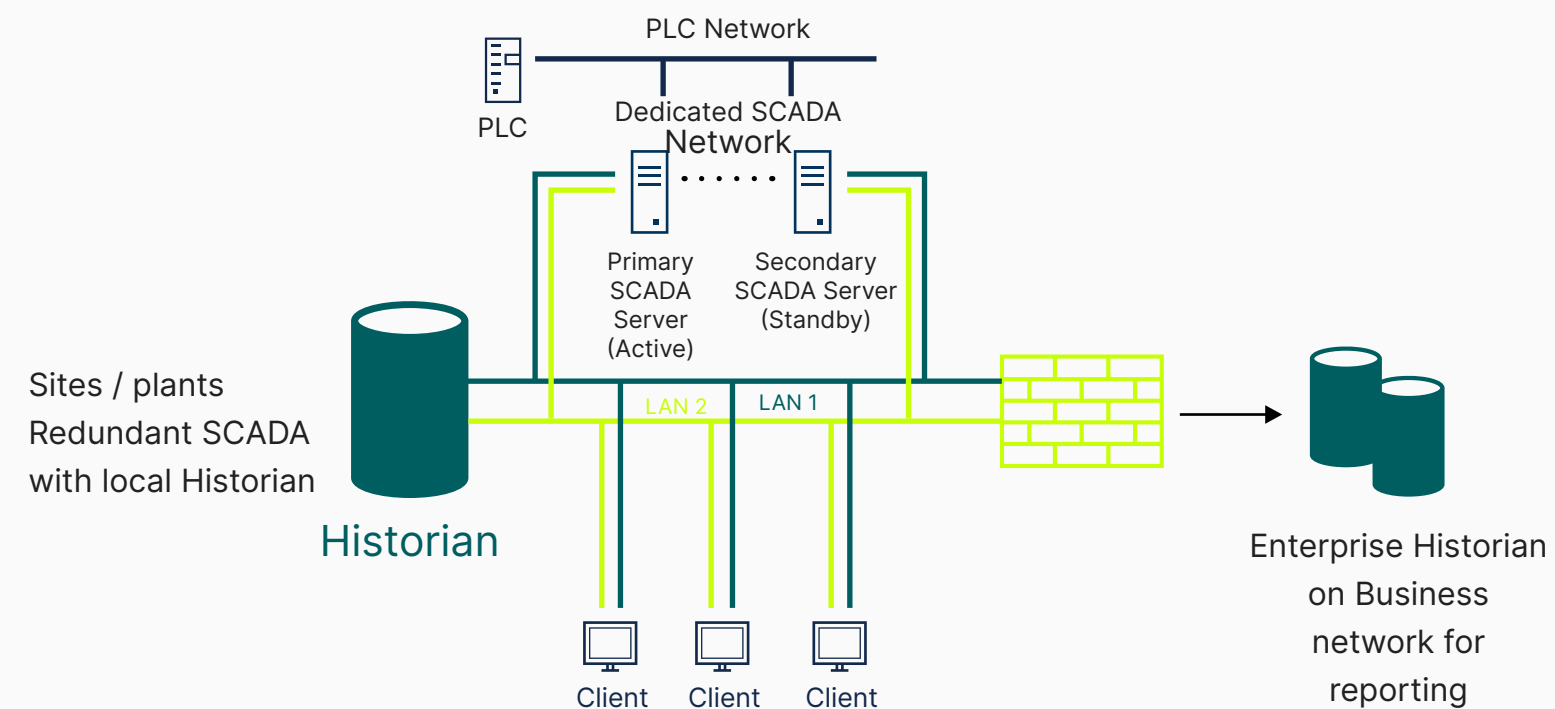 PLC Network
PLC
Dedicated SCADA
Network
Primary
SCADA
Server
(Active)
Secondary
SCADA Server
(Standby)
Sites / plants
Redundant SCADA
with local Historian
Historian
LAN 2
LAN 1
Enterprise Historian
on Business
network for
reporting
Client
Client
Client